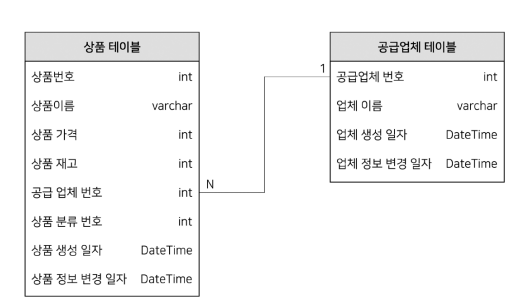 상품 테이블
상품번호 int
상품이름 varchar
상품 가격 int
상품 재고 int
공급 업체 번호 int
상품 분류 번호 int
상품 생성 일자 DateTime
상품 정보 변경 일자 DateTime
N
1
공급업체 테이블
공급업체 번호 int
업체 이름 varchar
업체 생성 일자 DateTime
업체 정보 변경 일자 DateTime